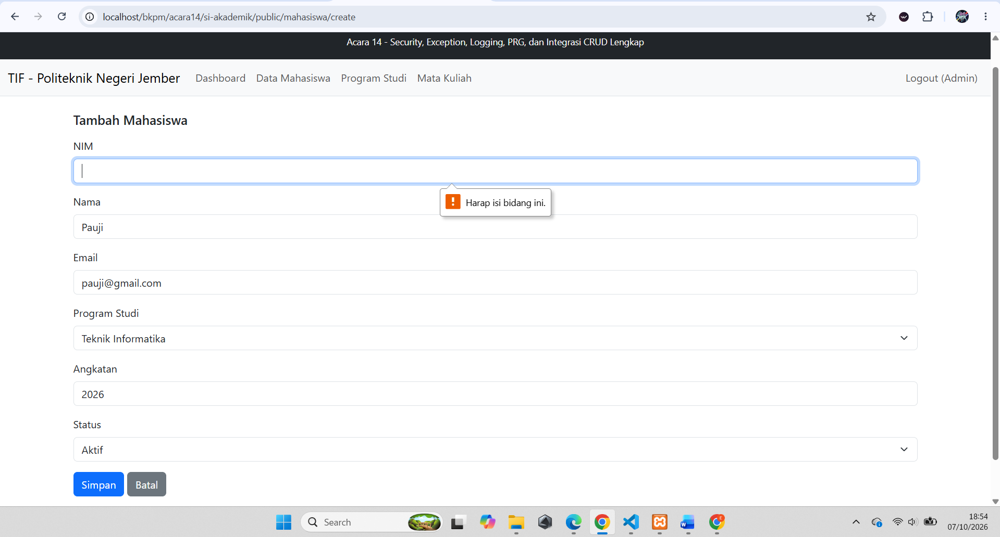 localhost/bkpm/acara14/si-akademik/public/mahasiswa/create
Acara 14 - Security, Exception, Logging, PRG, dan Integrasi CRUD Lengkap
TIF - Politeknik Negeri Jember Dashboard Data Mahasiswa Program Studi Mata Kuliah Logout (Admin)
Tambah Mahasiswa
NIM
Harap isi bidang ini.
Nama
Pauji
Email
pauji@gmail.com
Program Studi
Teknik Informatika
Angkatan
2026
Status
Aktif
Simpan Batal
Search
18:54
07/10/2026